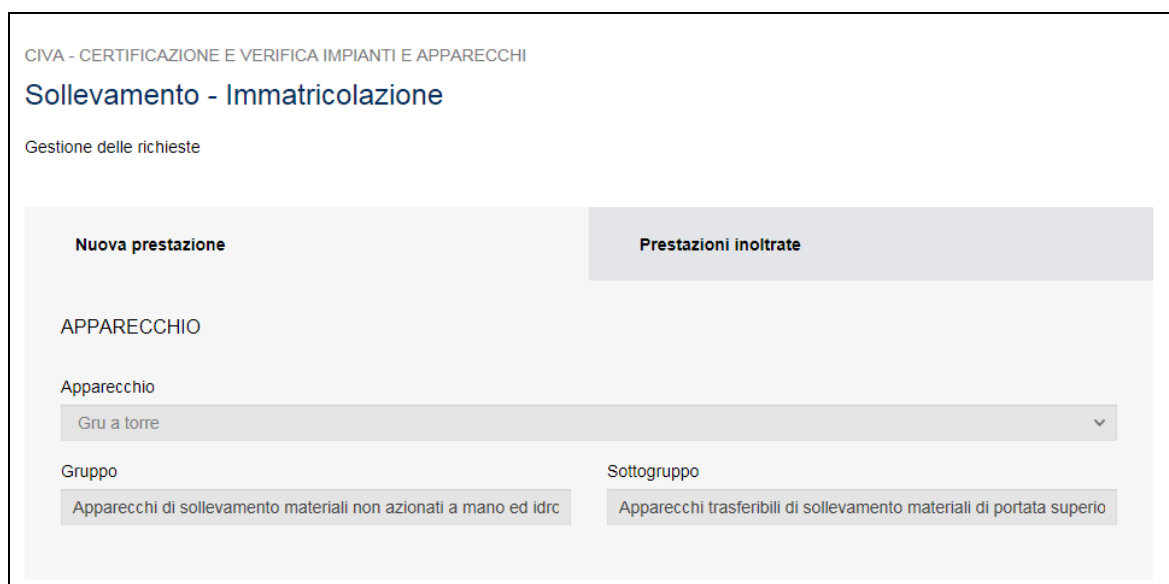 CIVA - CERTIFICAZIONE E VERIFICA IMPIANTI E APPARECCHI
Sollevamento - Immatricolazione
Gestione delle richieste
Nuova prestazione
Prestazioni inoltrate
APPARECCHIO
Apparecchio
Gru a torre
Gruppo
Sottogruppo
Apparecchi di sollevamento materiali non azionati a mano ed idrc
Apparecchi trasferibili di sollevamento materiali di portata superio